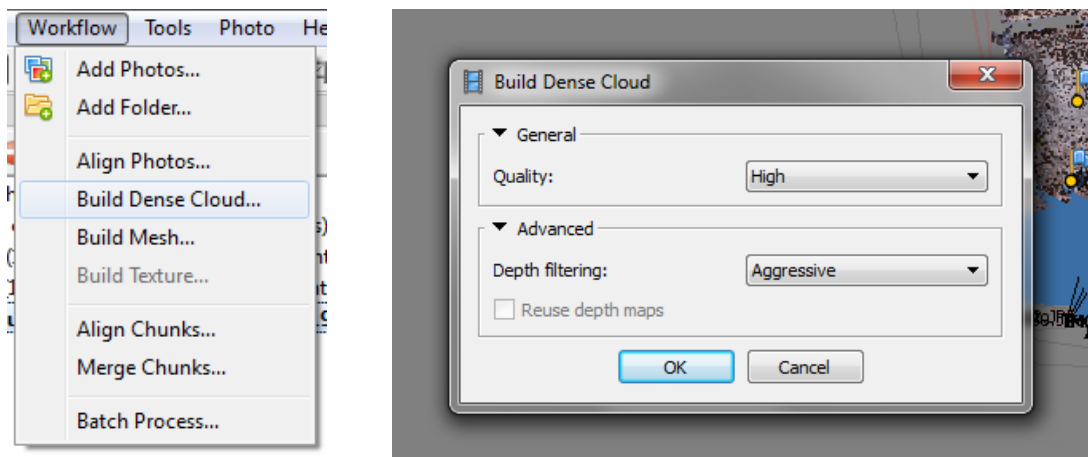 Workflow Tools Photo He
Add Photos...
Add Folder...
Align Photos...
Build Dense Cloud...
Build Mesh...
Build Texture...
Align Chunks...
Merge Chunks...
Batch Process...
Build Dense Cloud
General
Quality: High
Advanced
Depth filtering: Aggressive
Reuse depth maps
OK Cancel